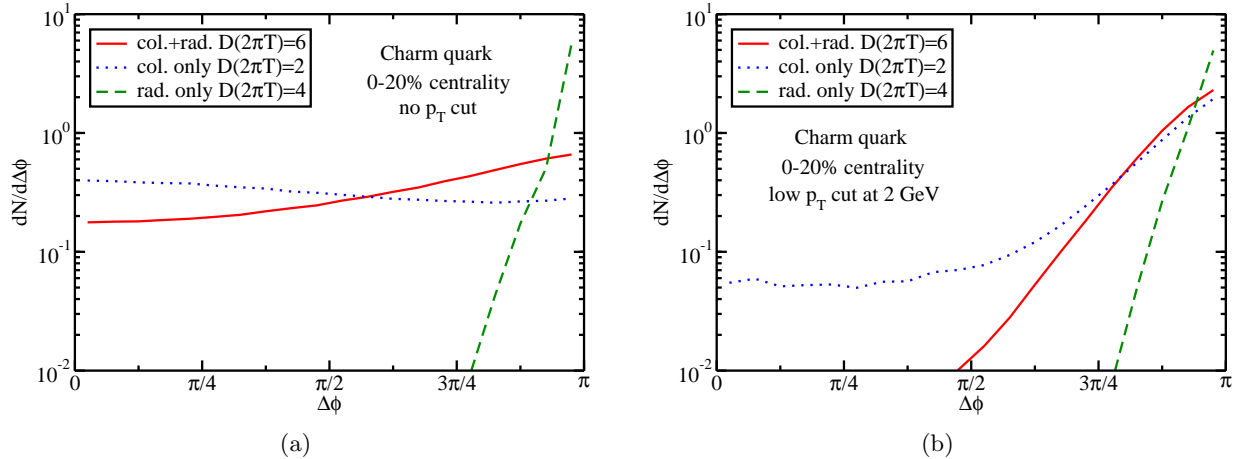 10^1
10^0
10^-1
10^-2
dN/dΔϕ
col.+rad. D(2πT)=6
col. only D(2πT)=2
rad. only D(2πT)=4
Charm quark
0-20% centrality
no p_T cut
0 π/4 π/2 3π/4 π
Δϕ
(a)
10^1
10^0
10^-1
10^-2
dN/dΔϕ
col.+rad. D(2πT)=6
col. only D(2πT)=2
rad. only D(2πT)=4
Charm quark
0-20% centrality
low p_T cut at 2 GeV
0 π/4 π/2 3π/4 π
Δϕ
(b)